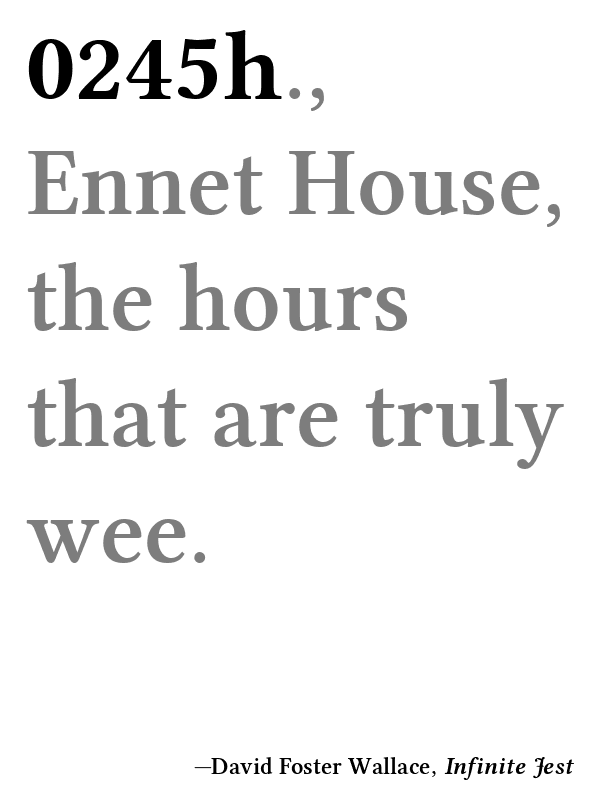 0245h.,
Ennet House,
the hours
that are truly
wee.
—David Foster Wallace, Infinite Jest